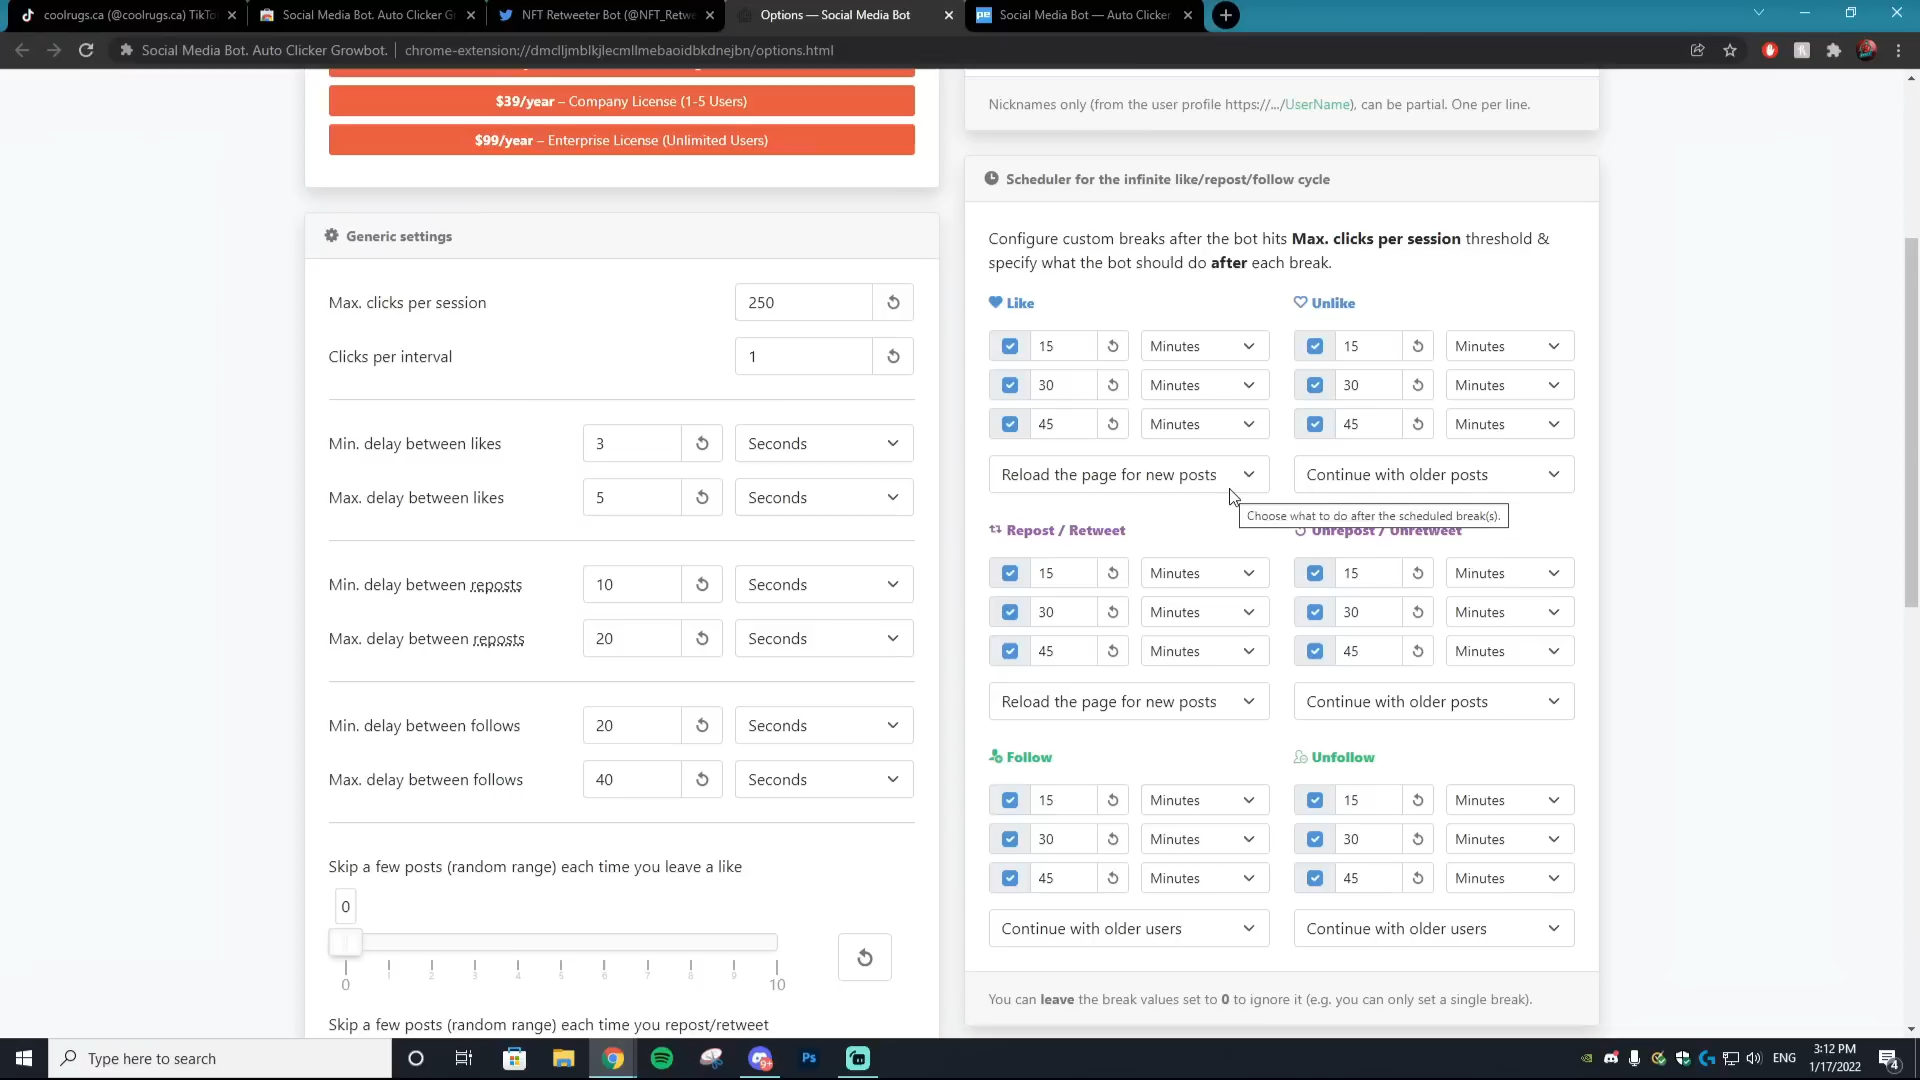 coolrugs.ca (@coolrugs.ca) TikTo
Social Media Bot. Auto Clicker G
NFT Retweeter Bot (@NFT_Retwe
Options — Social Media Bot
Social Media Bot — Auto Clicker
Social Media Bot. Auto Clicker Growbot.
chrome-extension://dmclljmblkjlecmllmebaoidbkdnejbn/options.html
$39/year – Company License (1-5 Users)
$99/year – Enterprise License (Unlimited Users)
Generic settings
Max. clicks per session
250
Clicks per interval
1
Min. delay between likes
3
Seconds
Max. delay between likes
5
Seconds
Min. delay between reposts
10
Seconds
Max. delay between reposts
20
Seconds
Min. delay between follows
20
Seconds
Max. delay between follows
40
Seconds
Skip a few posts (random range) each time you leave a like
0
0 1 2 3 4 5 6 7 8 9 10
Skip a few posts (random range) each time you repost/retweet
Nicknames only (from the user profile https://.../UserName), can be partial. One per line.
Scheduler for the infinite like/repost/follow cycle
Configure custom breaks after the bot hits Max. clicks per session threshold &
specify what the bot should do after each break.
Like
Unlike
15 Minutes 15 Minutes
30 Minutes 30 Minutes
45 Minutes 45 Minutes
Reload the page for new posts
Continue with older posts
Choose what to do after the scheduled break(s).
Repost / Retweet
Unrepost / Unretweet
15 Minutes 15 Minutes
30 Minutes 30 Minutes
45 Minutes 45 Minutes
Reload the page for new posts
Continue with older posts
Follow
Unfollow
15 Minutes 15 Minutes
30 Minutes 30 Minutes
45 Minutes 45 Minutes
Continue with older users
Continue with older users
You can leave the break values set to 0 to ignore it (e.g. you can only set a single break).
Type here to search
9+
Ps
ENG
3:12 PM
1/17/2022
4